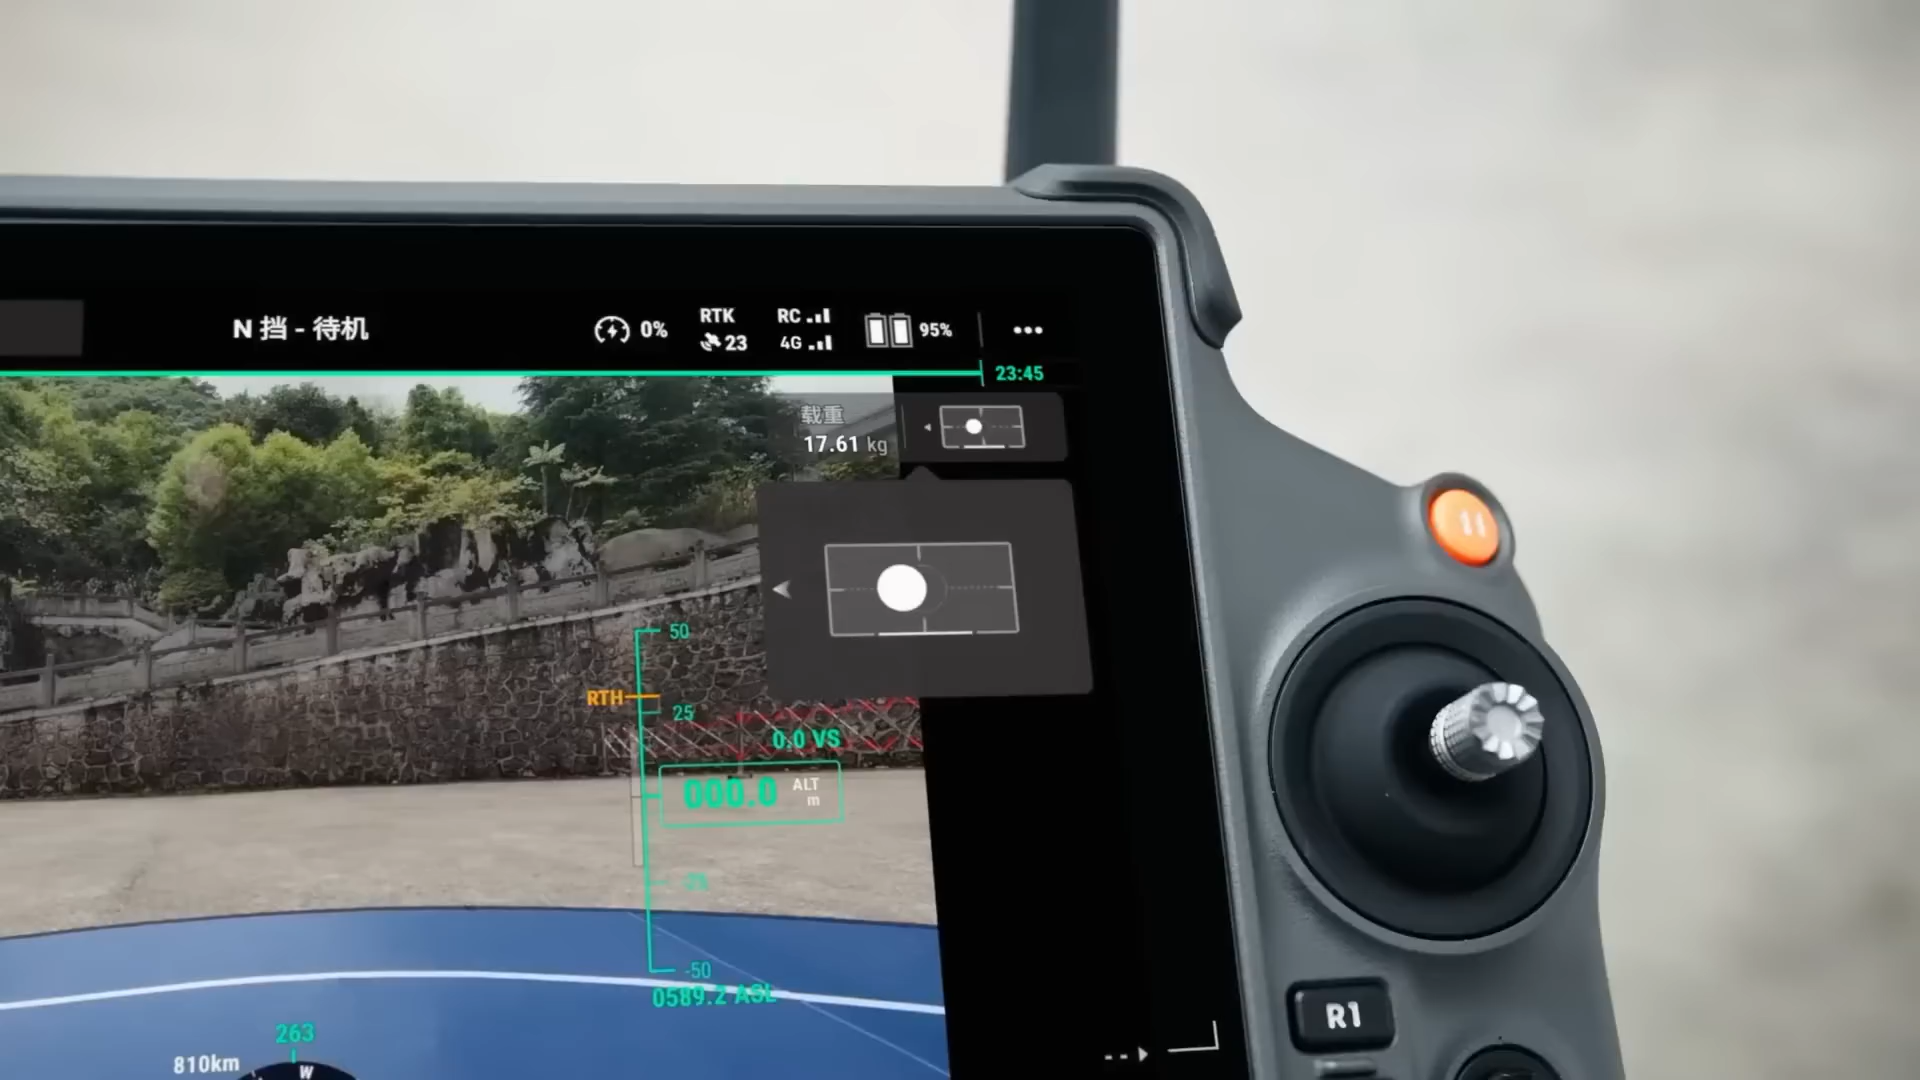 N 挡 - 待机
0%
RTK
23
RC
4G
95%
23:45
载重
17.61 kg
50
RTH
25
0.0 VS
000.0 ALT
m
-25
-50
0589.2 ASL
263
810km
W
R1